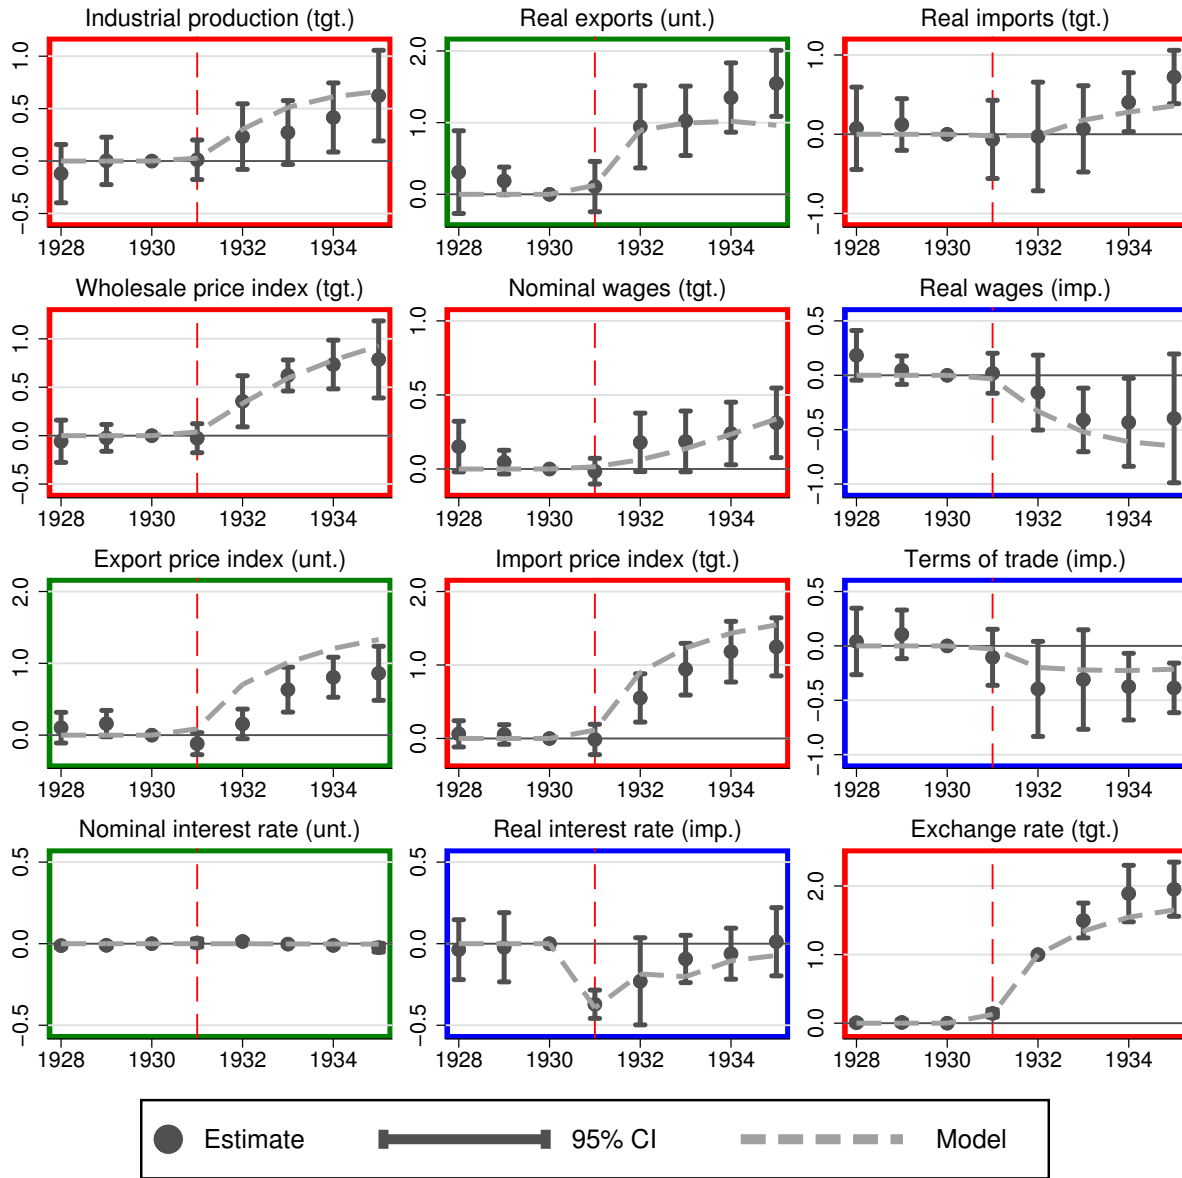 Industrial production (tgt.)
Real exports (unt.)
Real imports (tgt.)
−0.5 0.0 0.5 1.0
0.0 1.0 2.0
−1.0 0.0 1.0
1928 1930 1932 1934
1928 1930 1932 1934
1928 1930 1932 1934
Wholesale price index (tgt.)
Nominal wages (tgt.)
Real wages (imp.)
−0.5 0.0 0.5 1.0
0.0 0.5 1.0
−1.0 −0.5 0.0 0.5
1928 1930 1932 1934
1928 1930 1932 1934
1928 1930 1932 1934
Export price index (unt.)
Import price index (tgt.)
Terms of trade (imp.)
0.0 1.0 2.0
0.0 1.0 2.0
−1.0 −0.5 0.0 0.5
1928 1930 1932 1934
1928 1930 1932 1934
1928 1930 1932 1934
Nominal interest rate (unt.)
Real interest rate (imp.)
Exchange rate (tgt.)
−0.5 0.0 0.5
−0.5 0.0 0.5
0.0 1.0 2.0
1928 1930 1932 1934
1928 1930 1932 1934
1928 1930 1932 1934
Estimate 95% CI Model